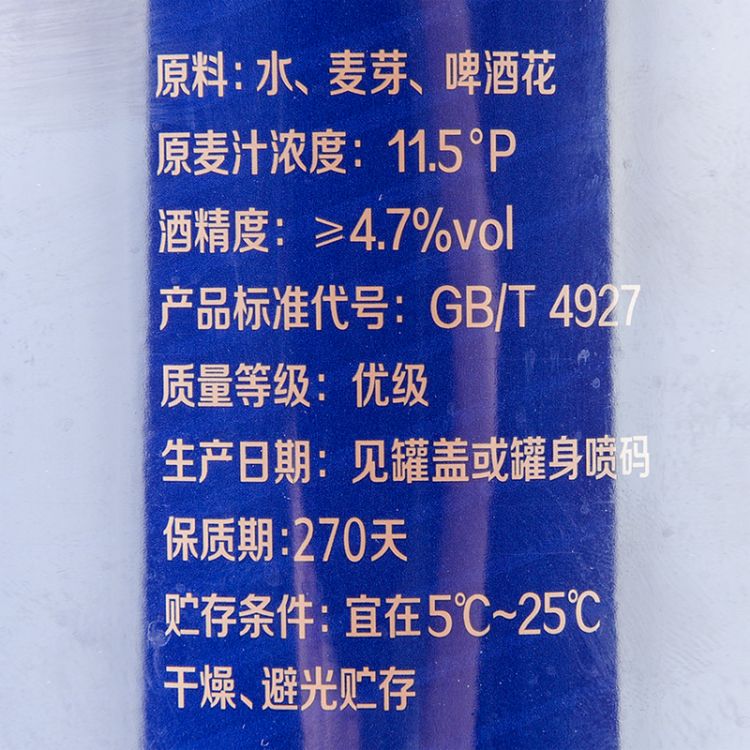 原料：水、麦芽、啤酒花
原麦汁浓度：11.5°P
酒精度：≥4.7%vol
产品标准代号：GB/T 4927
质量等级：优级
生产日期：见罐盖或罐身喷码
保质期：270天
贮存条件：宜在5℃~25℃
干燥、避光贮存